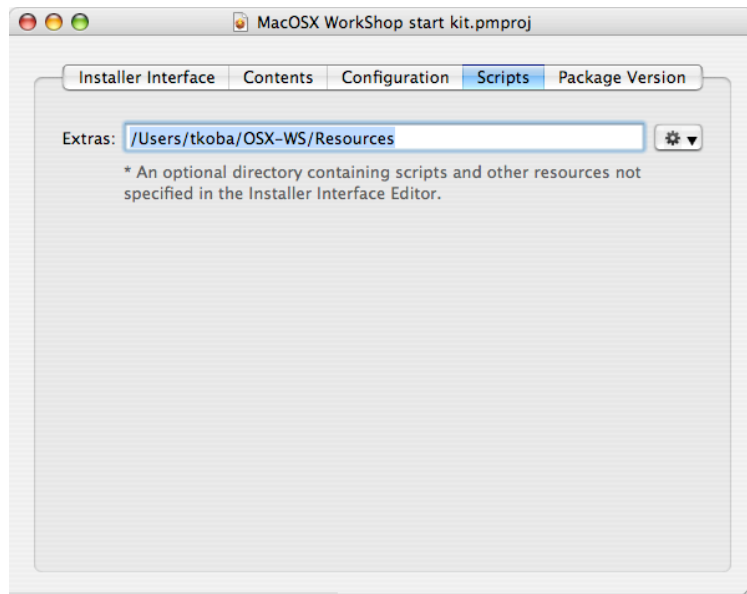 MacOSX WorkShop start kit.pmproj
Installer Interface Contents Configuration Scripts Package Version
Extras: /Users/tkoba/OSX-WS/Resources
* An optional directory containing scripts and other resources not
specified in the Installer Interface Editor.